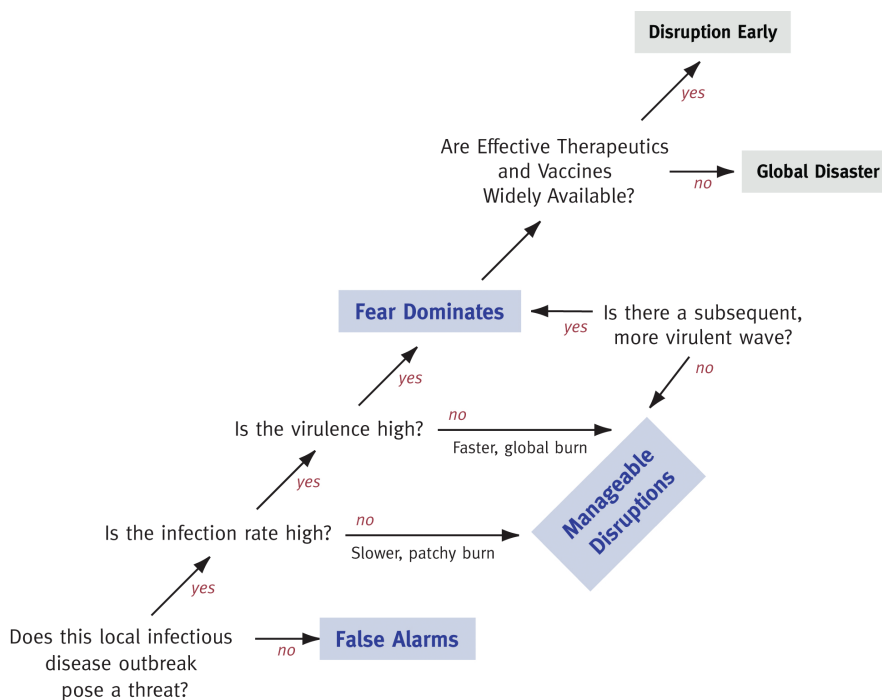 Disruption Early
yes
Are Effective Therapeutics
and Vaccines
Widely Available?
no
Global Disaster
Fear Dominates
yes
Is there a subsequent,
more virulent wave?
no
yes
Is the virulence high?
no
Faster, global burn
Manageable
Disruptions
yes
Is the infection rate high?
no
Slower, patchy burn
yes
Does this local infectious
disease outbreak
pose a threat?
no
False Alarms